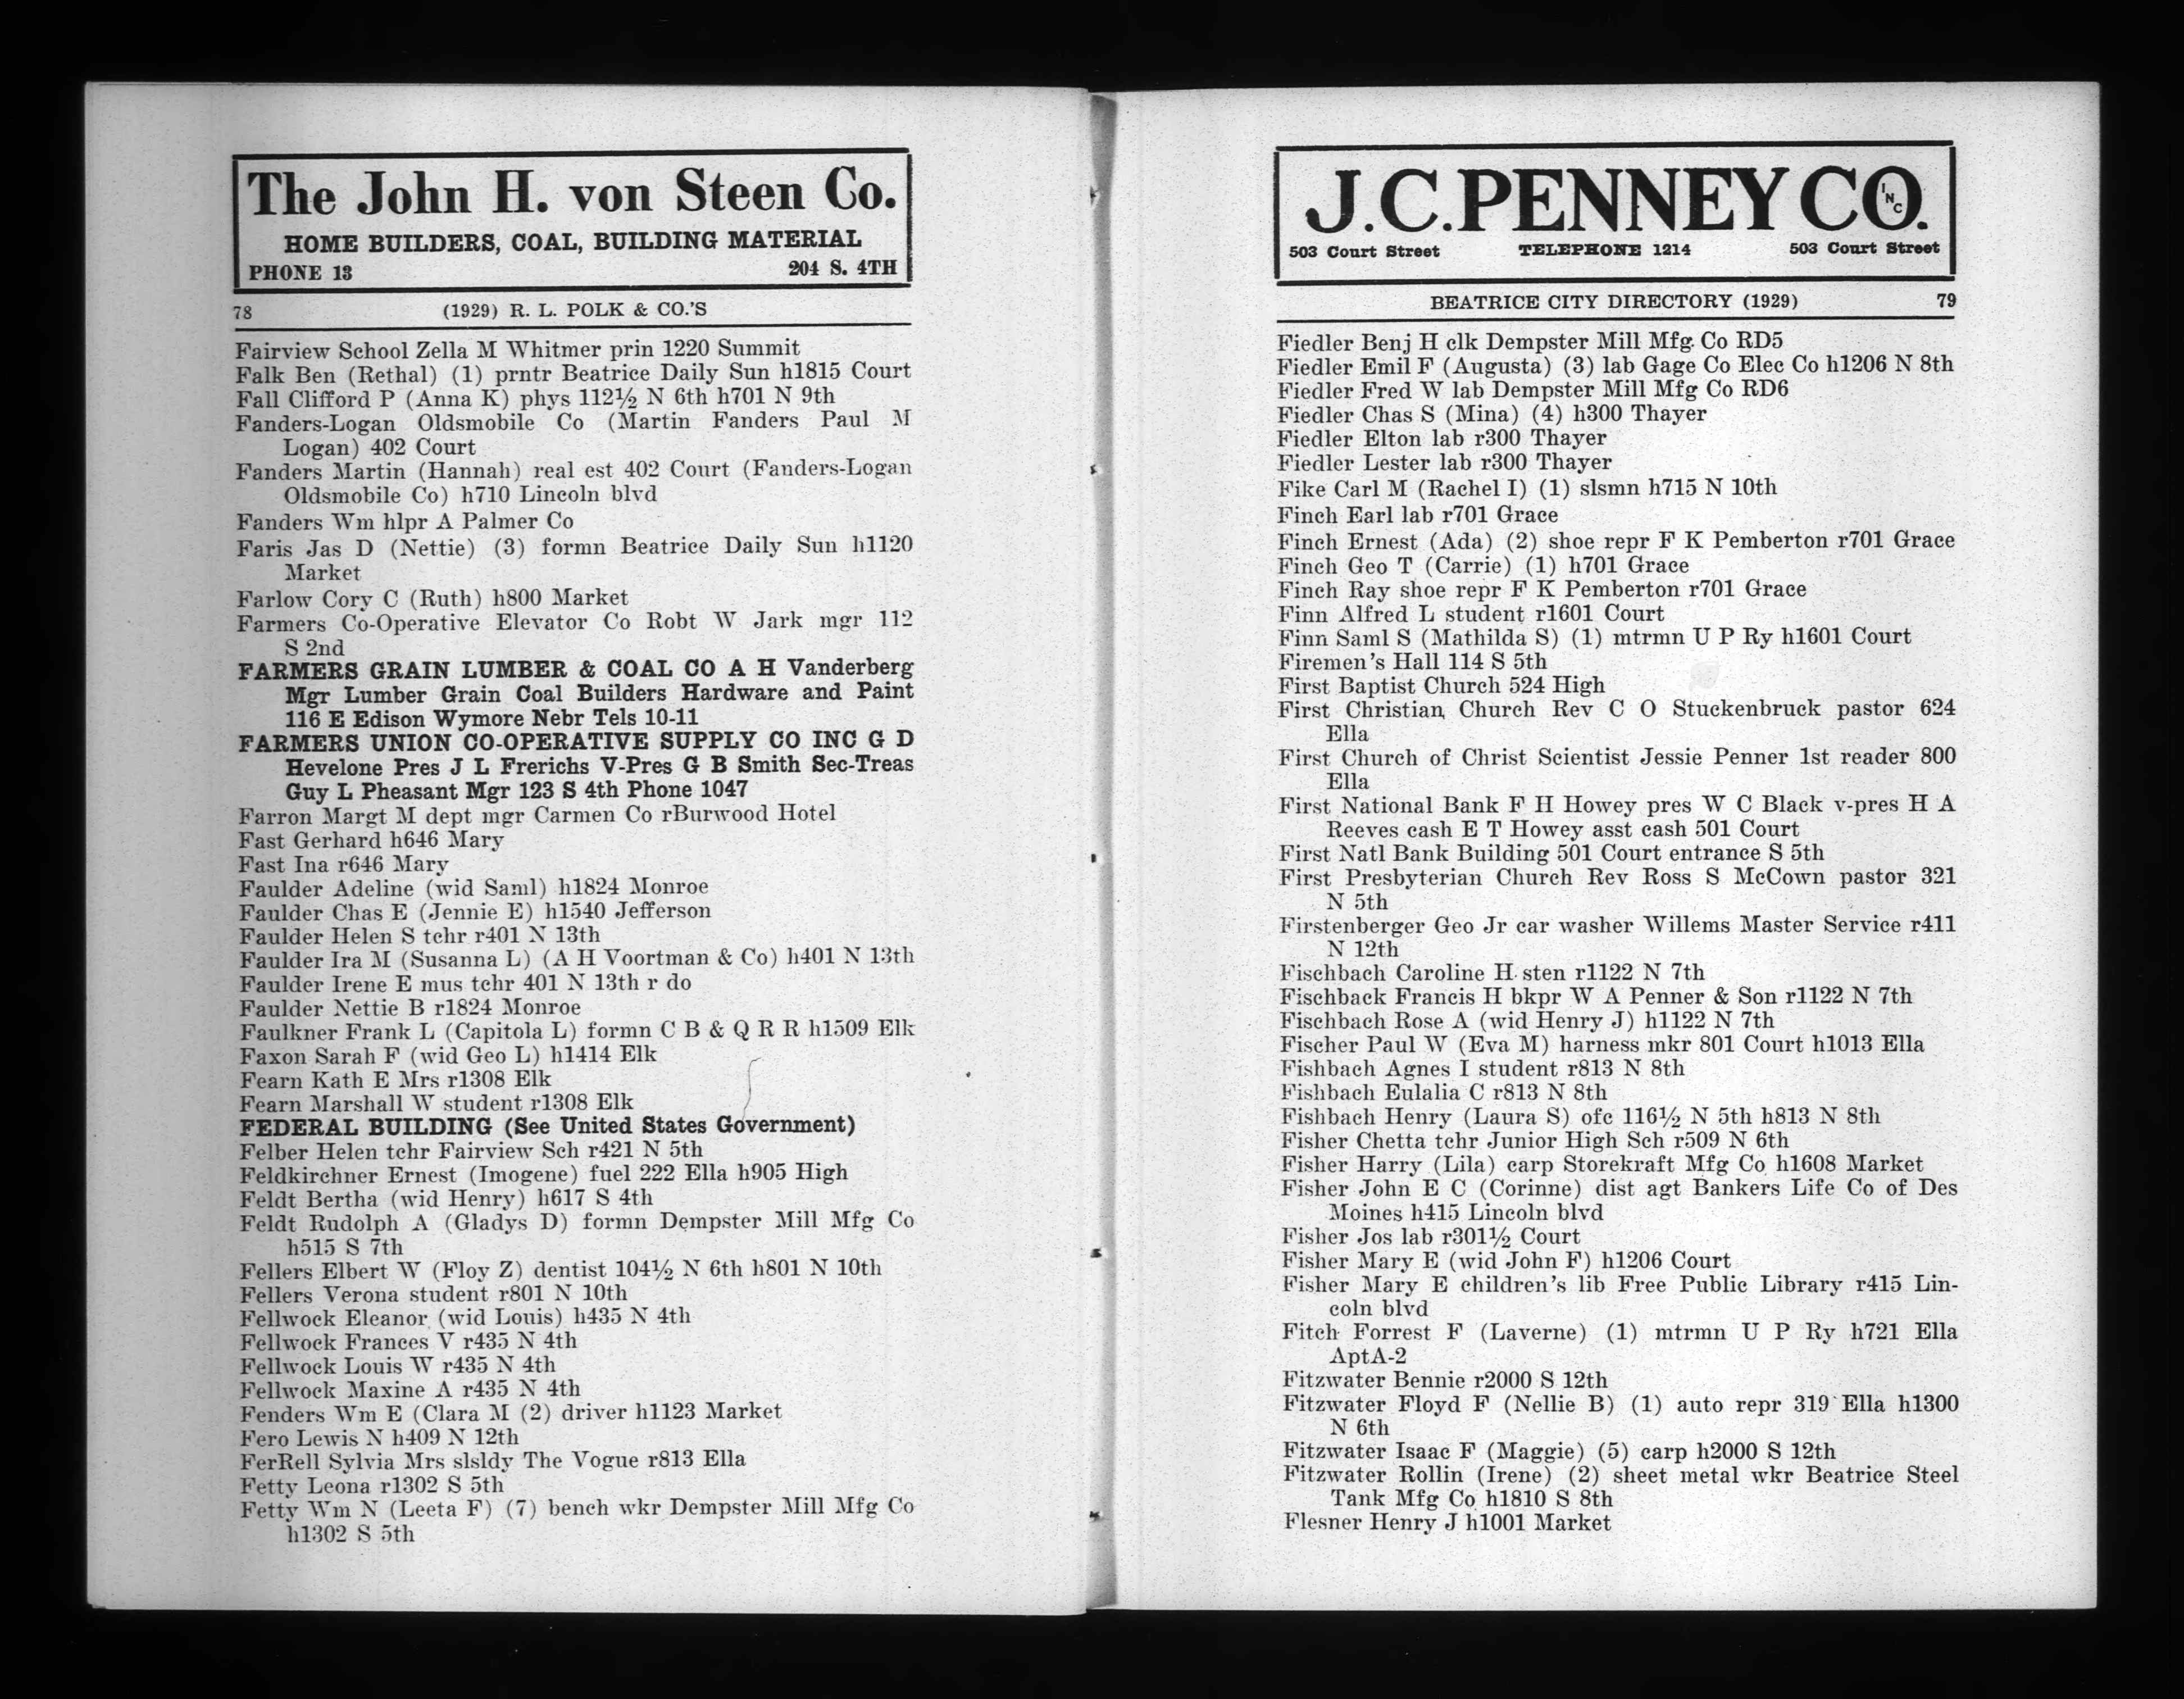 The John H. von Steen Co.
HOME BUILDERS, COAL, BUILDING MATERIAL
PHONE 13 204 S. 4TH
78 (1929) R. L. POLK & CO.'S
Fairview School Zella M Whitmer prin 1220 Summit
Falk Ben (Rethal) (1) prntr Beatrice Daily Sun h1815 Court
Fall Clifford P (Anna K) phys 112½ N 6th h701 N 9th
Fanders-Logan Oldsmobile Co (Martin Fanders Paul M
Logan) 402 Court
Fanders Martin (Hannah) real est 402 Court (Fanders-Logan
Oldsmobile Co) h710 Lincoln blvd
Fanders Wm hlpr A Palmer Co
Faris Jas D (Nettie) (3) formn Beatrice Daily Sun h1120
Market
Farlow Cory C (Ruth) h800 Market
Farmers Co-Operative Elevator Co Robt W Jark mgr 112
S 2nd
FARMERS GRAIN LUMBER & COAL CO A H Vanderberg
Mgr Lumber Grain Coal Builders Hardware and Paint
116 E Edison Wymore Nebr Tels 10-11
FARMERS UNION CO-OPERATIVE SUPPLY CO INC G D
Hevelone Pres J L Frerichs V-Pres G B Smith Sec-Treas
Guy L Pheasant Mgr 123 S 4th Phone 1047
Farron Margt M dept mgr Carmen Co rBurwood Hotel
Fast Gerhard h646 Mary
Fast Ina r646 Mary
Faulder Adeline (wid Saml) h1824 Monroe
Faulder Chas E (Jennie E) h1540 Jefferson
Faulder Helen S tchr r401 N 13th
Faulder Ira M (Susanna L) (A H Voortman & Co) h401 N 13th
Faulder Irene E mus tchr 401 N 13th r do
Faulder Nettie B r1824 Monroe
Faulkner Frank L (Capitola L) formn C B & Q R R h1509 Elk
Faxon Sarah F (wid Geo L) h1414 Elk
Fearn Kath E Mrs r1308 Elk
Fearn Marshall W student r1308 Elk
FEDERAL BUILDING (See United States Government)
Felber Helen tchr Fairview Sch r421 N 5th
Feldkirchner Ernest (Imogene) fuel 222 Ella h905 High
Feldt Bertha (wid Henry) h617 S 4th
Feldt Rudolph A (Gladys D) formn Dempster Mill Mfg Co
h515 S 7th
Fellers Elbert W (Floy Z) dentist 104½ N 6th h801 N 10th
Fellers Verona student r801 N 10th
Fellwock Eleanor (wid Louis) h435 N 4th
Fellwock Frances V r435 N 4th
Fellwock Louis W r435 N 4th
Fellwock Maxine A r435 N 4th
Fenders Wm E (Clara M (2) driver h1123 Market
Fero Lewis N h409 N 12th
FerRell Sylvia Mrs slsldy The Vogue r813 Ella
Fetty Leona r1302 S 5th
Fetty Wm N (Leeta F) (7) bench wkr Dempster Mill Mfg Co
h1302 S 5th
J.C. PENNEY CO. INC
503 Court Street TELEPHONE 1214 503 Court Street
BEATRICE CITY DIRECTORY (1929) 79
Fiedler Benj H clk Dempster Mill Mfg. Co RD5
Fiedler Emil F (Augusta) (3) lab Gage Co Elec Co h1206 N 8th
Fiedler Fred W lab Dempster Mill Mfg Co RD6
Fiedler Chas S (Mina) (4) h300 Thayer
Fiedler Elton lab r300 Thayer
Fiedler Lester lab r300 Thayer
Fike Carl M (Rachel I) (1) slsmn h715 N 10th
Finch Earl lab r701 Grace
Finch Ernest (Ada) (2) shoe repr F K Pemberton r701 Grace
Finch Geo T (Carrie) (1) h701 Grace
Finch Ray shoe repr F K Pemberton r701 Grace
Finn Alfred L student r1601 Court
Finn Saml S (Mathilda S) (1) mtrmn U P Ry h1601 Court
Firemen's Hall 114 S 5th
First Baptist Church 524 High
First Christian Church Rev C O Stuckenbruck pastor 624
Ella
First Church of Christ Scientist Jessie Penner 1st reader 800
Ella
First National Bank F H Howey pres W C Black v-pres H A
Reeves cash E T Howey asst cash 501 Court
First Natl Bank Building 501 Court entrance S 5th
First Presbyterian Church Rev Ross S McCown pastor 321
N 5th
Firstenberger Geo Jr car washer Willems Master Service r411
N 12th
Fischbach Caroline H sten r1122 N 7th
Fischback Francis H bkpr W A Penner & Son r1122 N 7th
Fischbach Rose A (wid Henry J) h1122 N 7th
Fischer Paul W (Eva M) harness mkr 801 Court h1013 Ella
Fishbach Agnes I student r813 N 8th
Fishbach Eulalia C r813 N 8th
Fishbach Henry (Laura S) ofc 116½ N 5th h813 N 8th
Fisher Chetta tchr Junior High Sch r509 N 6th
Fisher Harry (Lila) carp Storekraft Mfg Co h1608 Market
Fisher John E C (Corinne) dist agt Bankers Life Co of Des
Moines h415 Lincoln blvd
Fisher Jos lab r301½ Court
Fisher Mary E (wid John F) h1206 Court
Fisher Mary E children's lib Free Public Library r415 Lin-
coln blvd
Fitch Forrest F (Laverne) (1) mtrmn U P Ry h721 Ella
AptA-2
Fitzwater Bennie r2000 S 12th
Fitzwater Floyd F (Nellie B) (1) auto repr 319 Ella h1300
N 6th
Fitzwater Isaac F (Maggie) (5) carp h2000 S 12th
Fitzwater Rollin (Irene) (2) sheet metal wkr Beatrice Steel
Tank Mfg Co h1810 S 8th
Flesner Henry J h1001 Market